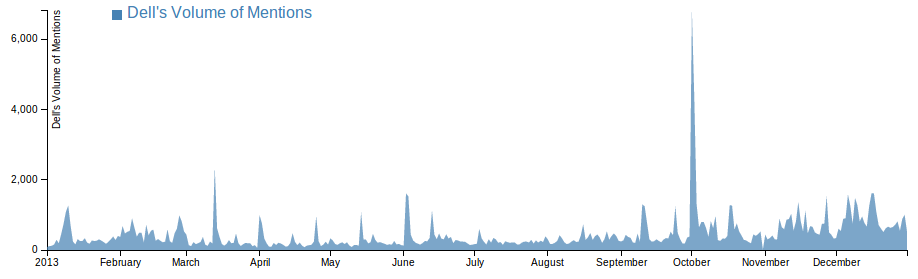 Dell's Volume of Mentions
Dell's Volume of Mentions
6,000
4,000
2,000
0
2013 February March April May June July August September October November December